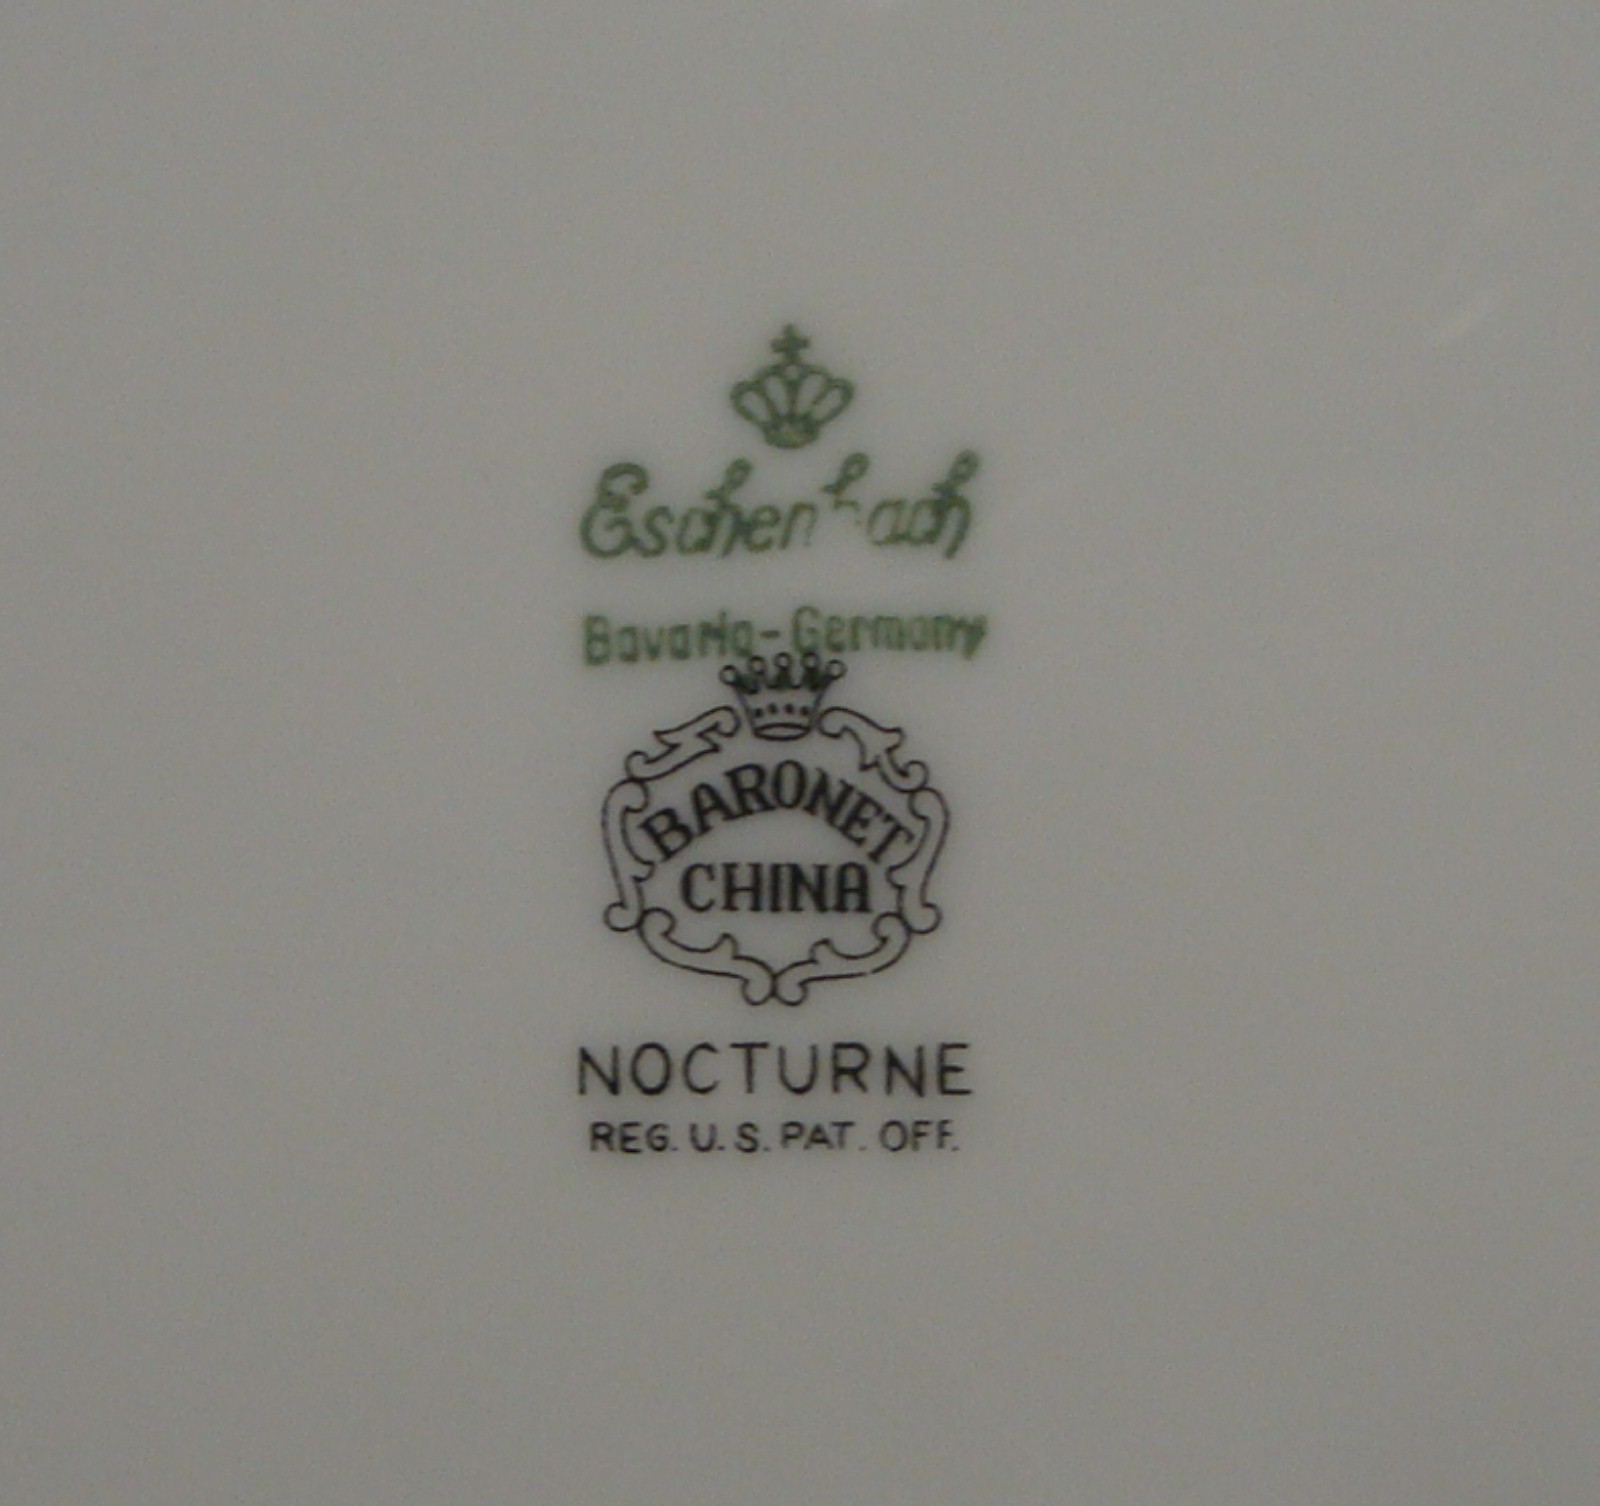 Eschenbach
Bavaria-Germany
BARONET
CHINA
NOCTURNE
REG. U.S. PAT. OFF.